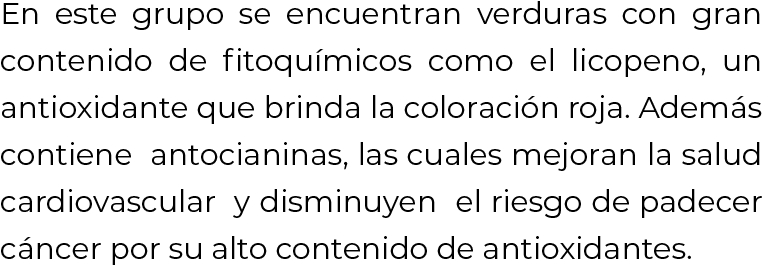 En este grupo se encuentran verduras con gran
contenido de fitoquímicos como el licopeno, un
antioxidante que brinda la coloración roja. Además
contiene antocianinas, las cuales mejoran la salud
cardiovascular y disminuyen el riesgo de padecer
cáncer por su alto contenido de antioxidantes.